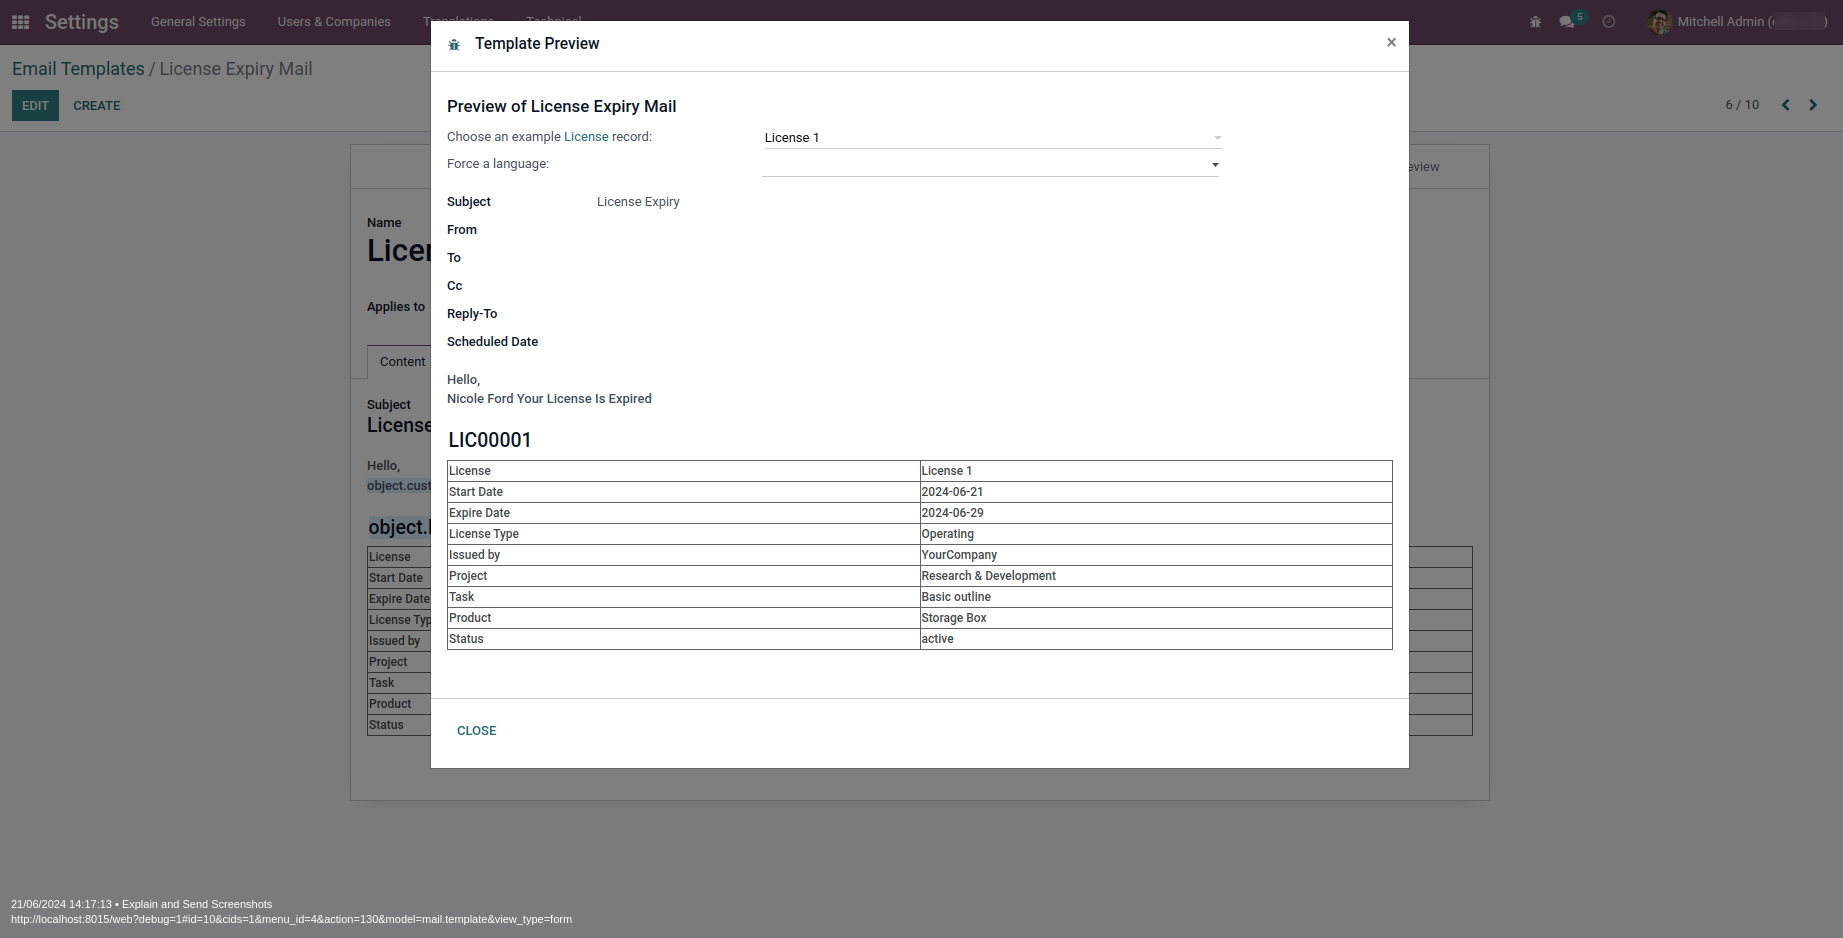 Settings
General Settings
Users & Companies
Translations
Technical
5
Mitchell Admin (
)
Email Templates / License Expiry Mail
EDIT
CREATE
6 / 10
Template Preview
×
Preview of License Expiry Mail
Choose an example License record:
License 1
Force a language:
Subject
License Expiry
From
To
Cc
Reply-To
Scheduled Date
Hello,
Nicole Ford Your License Is Expired
LIC00001
License License 1
Start Date 2024-06-21
Expire Date 2024-06-29
License Type Operating
Issued by YourCompany
Project Research & Development
Task Basic outline
Product Storage Box
Status active
CLOSE
eview
Name
Licen
Applies to
Content
Subject
License
Hello,
object.cust
object.l
License
Start Date
Expire Date
License Typ
Issued by
Project
Task
Product
Status
21/06/2024 14:17:13 • Explain and Send Screenshots
http://localhost:8015/web?debug=1#id=10&cids=1&menu_id=4&action=130&model=mail.template&view_type=form